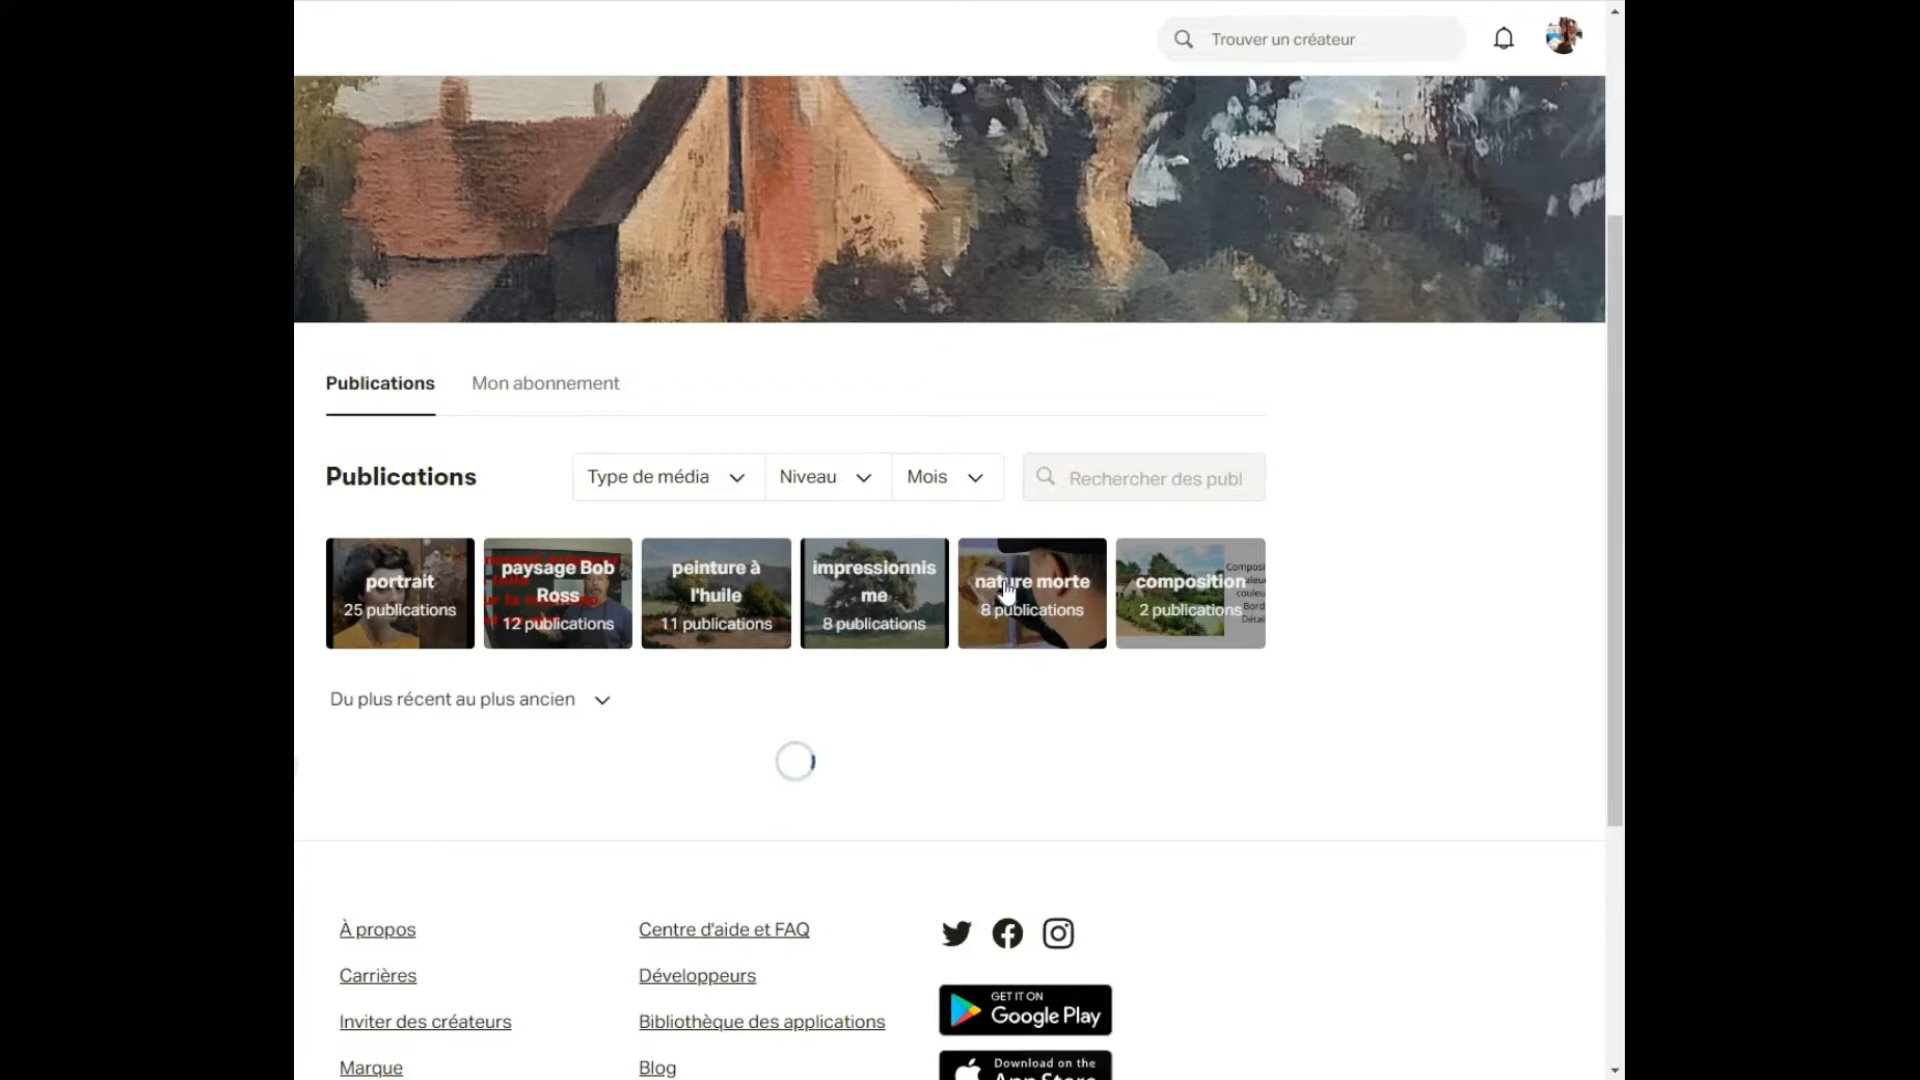 Trouver un créateur
Publications
Mon abonnement
Publications
Type de média
Niveau
Mois
Rechercher des publ
portrait
25 publications
paysage Bob
Ross
12 publications
peinture à
l'huile
11 publications
impressionnis
me
8 publications
nature morte
8 publications
composition
2 publications
Du plus récent au plus ancien
À propos
Centre d'aide et FAQ
Carrières
Développeurs
GET IT ON
Google Play
Inviter des créateurs
Bibliothèque des applications
Download on the
Marque
Blog